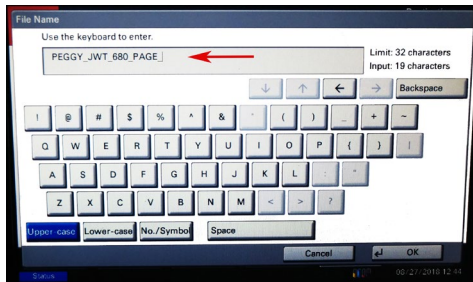 File Name
Use the keyboard to enter.
PEGGY_JWT_680_PAGE_
Limit: 32 characters
Input: 19 characters
↓ ↑ ← → Backspace
! @ # $ % ^ & ' ( ) _ + ~
Q W E R T Y U I O P { } |
A S D F G H J K L : "
Z X C V B N M < > ?
Upper-case Lower-case No./Symbol Space
Cancel OK
Status 08/27/2018 12:44